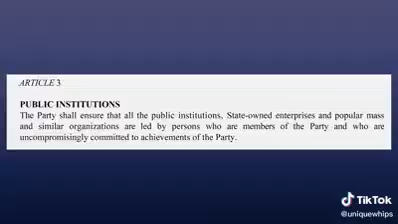 ARTICLE 3
PUBLIC INSTITUTIONS
The Party shall ensure that all the public institutions, State-owned enterprises and popular mass
and similar organizations are led by persons who are members of the Party and who are
uncompromisingly committed to achievements of the Party.
TikTok
@uniquewhips